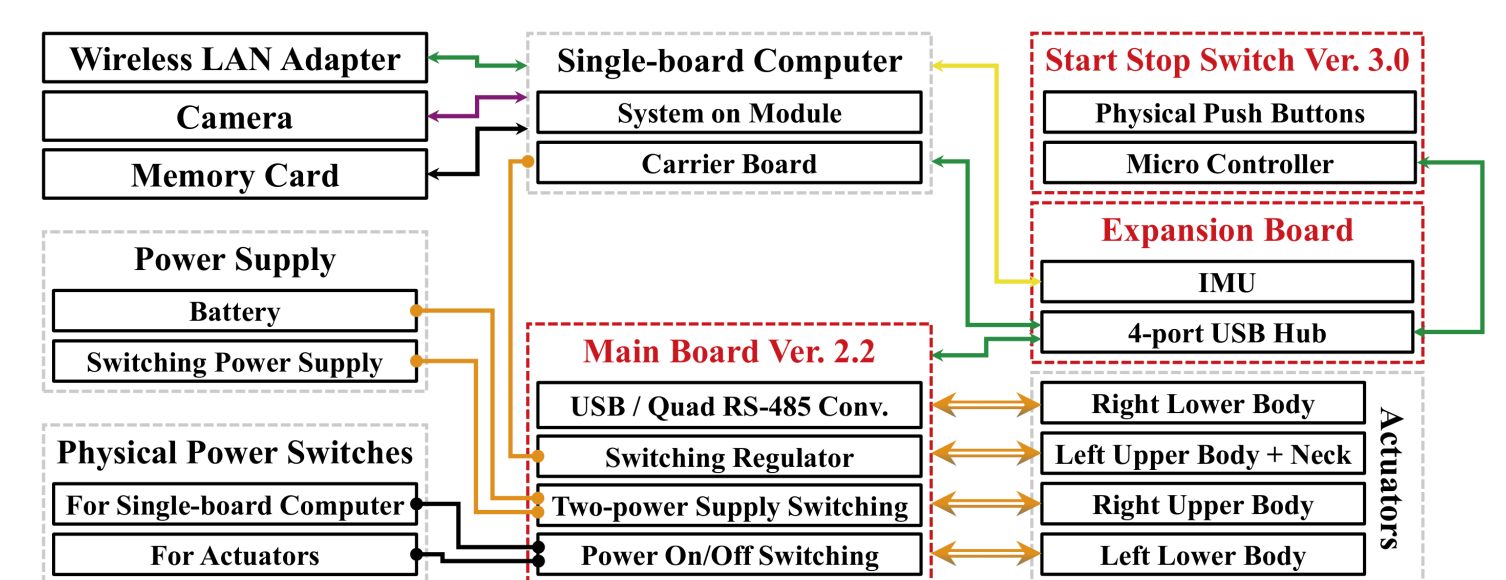 Wireless LAN Adapter
Camera
Memory Card
Single-board Computer
System on Module
Carrier Board
Start Stop Switch Ver. 3.0
Physical Push Buttons
Micro Controller
Expansion Board
IMU
4-port USB Hub
Power Supply
Battery
Switching Power Supply
Physical Power Switches
For Single-board Computer
For Actuators
Main Board Ver. 2.2
USB / Quad RS-485 Conv.
Switching Regulator
Two-power Supply Switching
Power On/Off Switching
Right Lower Body
Left Upper Body + Neck
Right Upper Body
Left Lower Body
Actuators